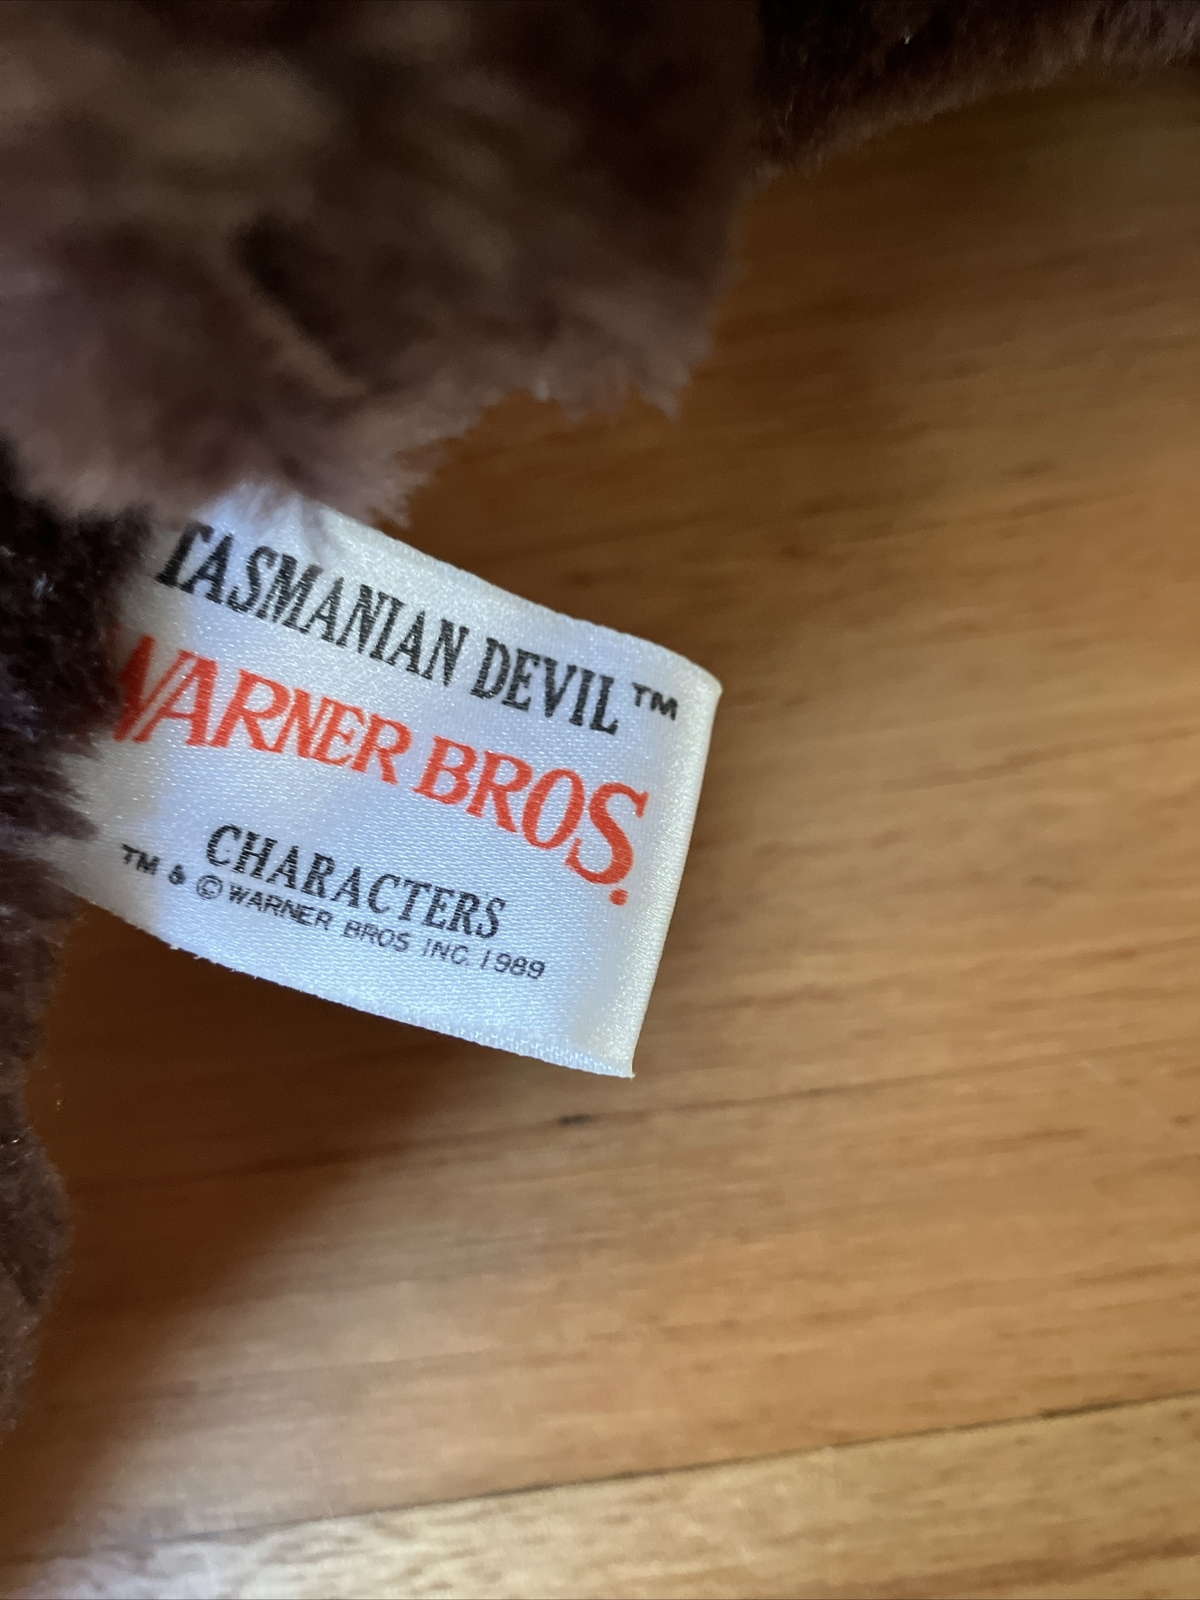 TASMANIAN DEVIL™
WARNER BROS.
CHARACTERS
™ & © WARNER BROS INC. 1989